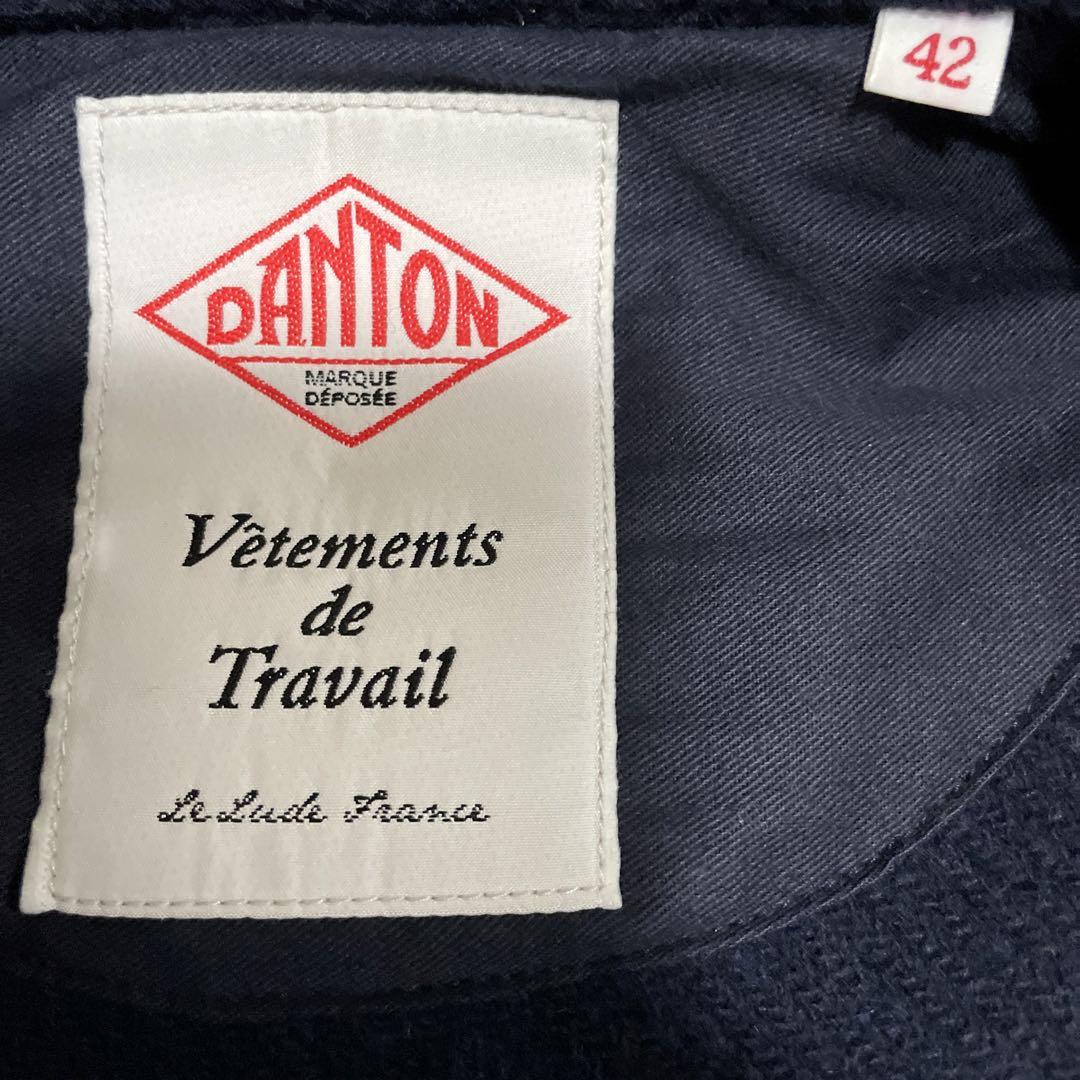 42
DANTON
MARQUE
DÉPOSÉE
Vêtements
de
Travail
Le Lude France